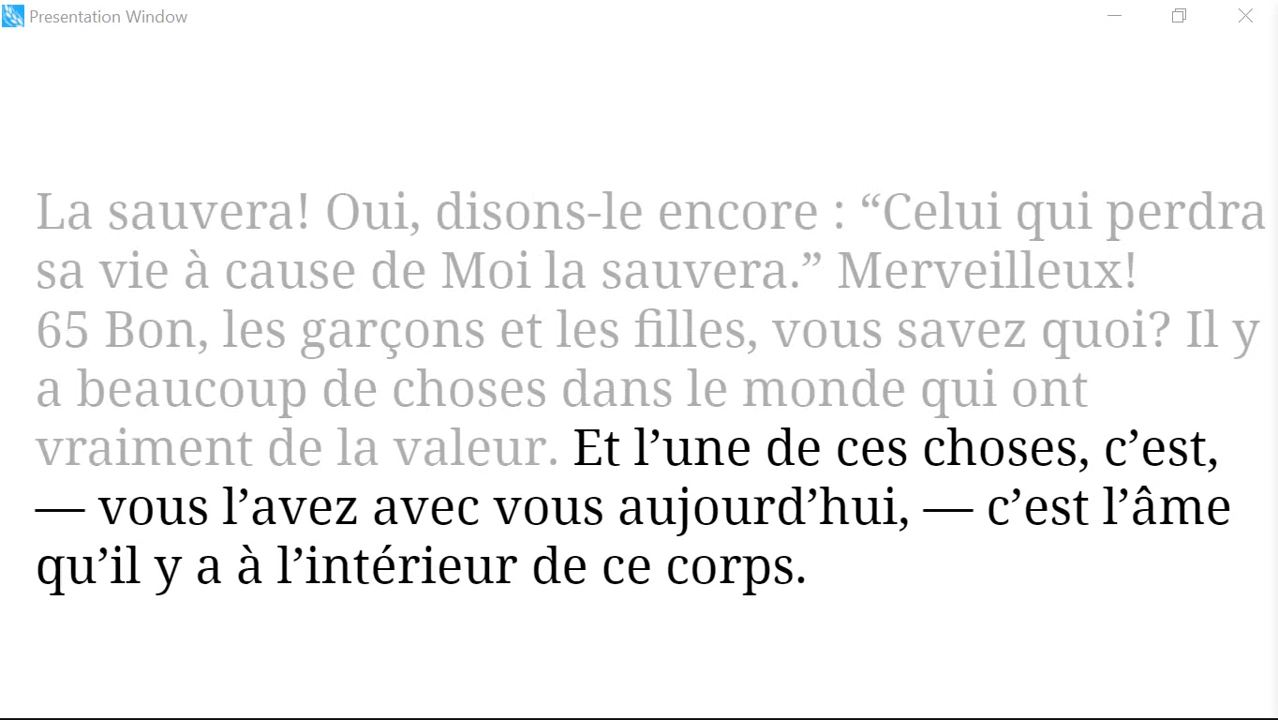 Presentation Window
La sauvera! Oui, disons-le encore : “Celui qui perdra
sa vie à cause de Moi la sauvera.” Merveilleux!
65 Bon, les garçons et les filles, vous savez quoi? Il y
a beaucoup de choses dans le monde qui ont
vraiment de la valeur. Et l’une de ces choses, c’est,
— vous l’avez avec vous aujourd’hui, — c’est l’âme
qu’il y a à l’intérieur de ce corps.